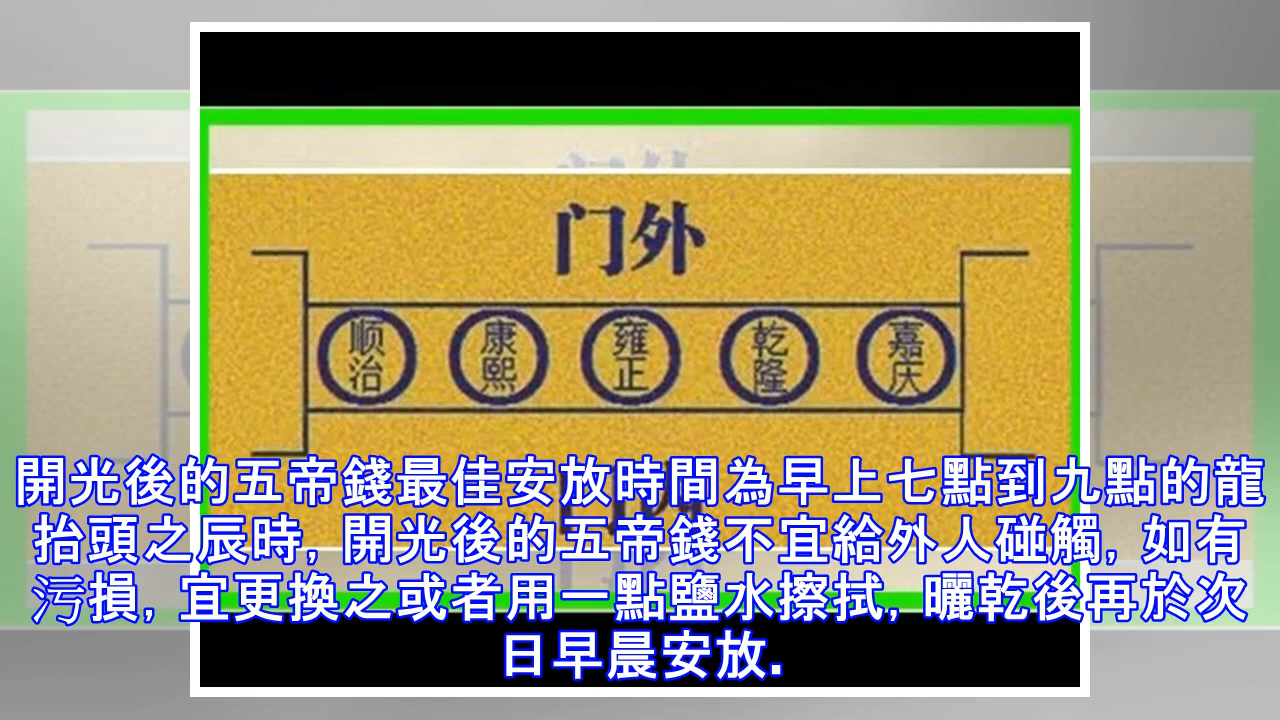 门外
顺治 康熙 雍正 乾隆 嘉庆
開光後的五帝錢最佳安放時間為早上七點到九點的龍
抬頭之辰時, 開光後的五帝錢不宜給外人碰觸, 如有
污損, 宜更換之或者用一點鹽水擦拭, 曬乾後再於次
日早晨安放.